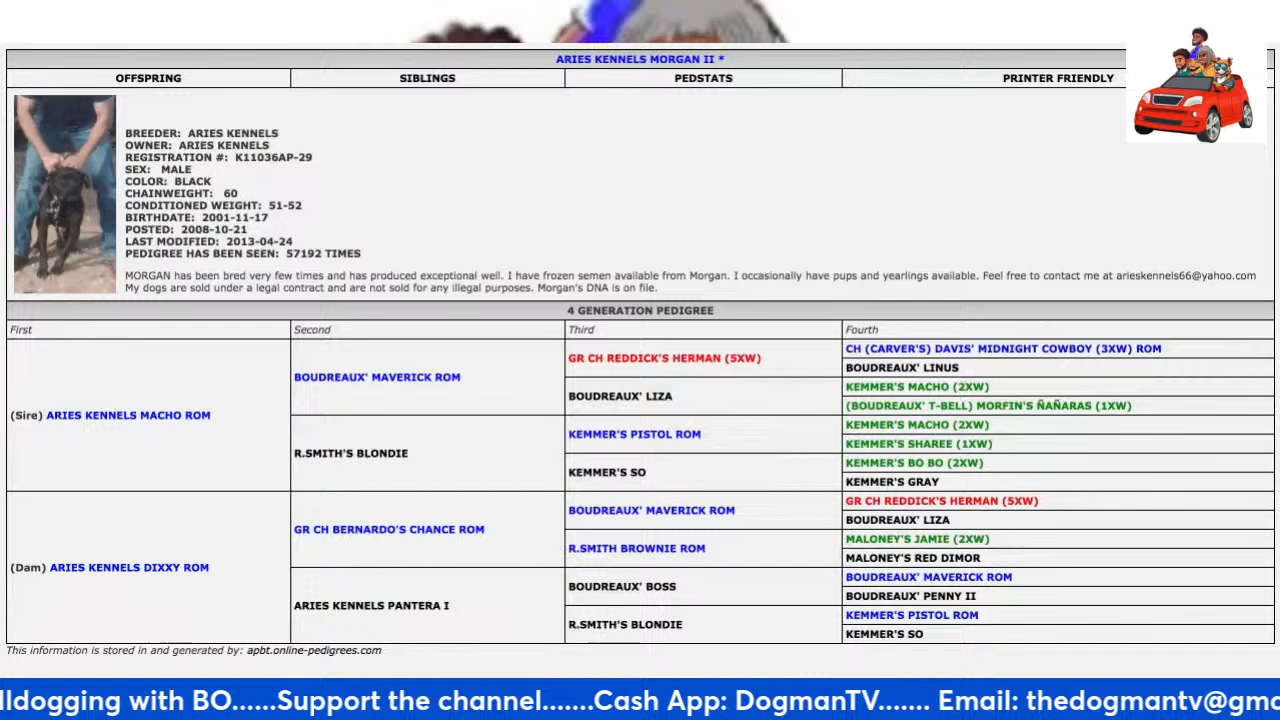 ARIES KENNELS MORGAN II *
OFFSPRING SIBLINGS PEDSTATS PRINTER FRIENDLY
BREEDER: ARIES KENNELS
OWNER: ARIES KENNELS
REGISTRATION #: K11036AP-29
SEX: MALE
COLOR: BLACK
CHAINWEIGHT: 60
CONDITIONED WEIGHT: 51-52
BIRTHDATE: 2001-11-17
POSTED: 2008-10-21
LAST MODIFIED: 2013-04-24
PEDIGREE HAS BEEN SEEN: 57192 TIMES
MORGAN has been bred very few times and has produced exceptional well. I have frozen semen available from Morgan. I occasionally have pups and yearlings available. Feel free to contact me at arieskennels66@yahoo.com
My dogs are sold under a legal contract and are not sold for any illegal purposes. Morgan's DNA is on file.
4 GENERATION PEDIGREE
First Second Third Fourth
(Sire) ARIES KENNELS MACHO ROM
BOUDREAUX' MAVERICK ROM
GR CH REDDICK'S HERMAN (5XW)
CH (CARVER'S) DAVIS' MIDNIGHT COWBOY (3XW) ROM
BOUDREAUX' LINUS
BOUDREAUX' LIZA
KEMMER'S MACHO (2XW)
(BOUDREAUX' T-BELL) MORFIN'S ÑAÑARAS (1XW)
R.SMITH'S BLONDIE
KEMMER'S PISTOL ROM
KEMMER'S MACHO (2XW)
KEMMER'S SHAREE (1XW)
KEMMER'S SO
KEMMER'S BO BO (2XW)
KEMMER'S GRAY
(Dam) ARIES KENNELS DIXXY ROM
GR CH BERNARDO'S CHANCE ROM
BOUDREAUX' MAVERICK ROM
GR CH REDDICK'S HERMAN (5XW)
BOUDREAUX' LIZA
R.SMITH BROWNIE ROM
MALONEY'S JAMIE (2XW)
MALONEY'S RED DIMOR
ARIES KENNELS PANTERA I
BOUDREAUX' BOSS
BOUDREAUX' MAVERICK ROM
BOUDREAUX' PENNY II
R.SMITH'S BLONDIE
KEMMER'S PISTOL ROM
KEMMER'S SO
This information is stored in and generated by: apbt.online-pedigrees.com
lldogging with BO......Support the channel.......Cash App: DogmanTV....... Email: thedogmantv@gma